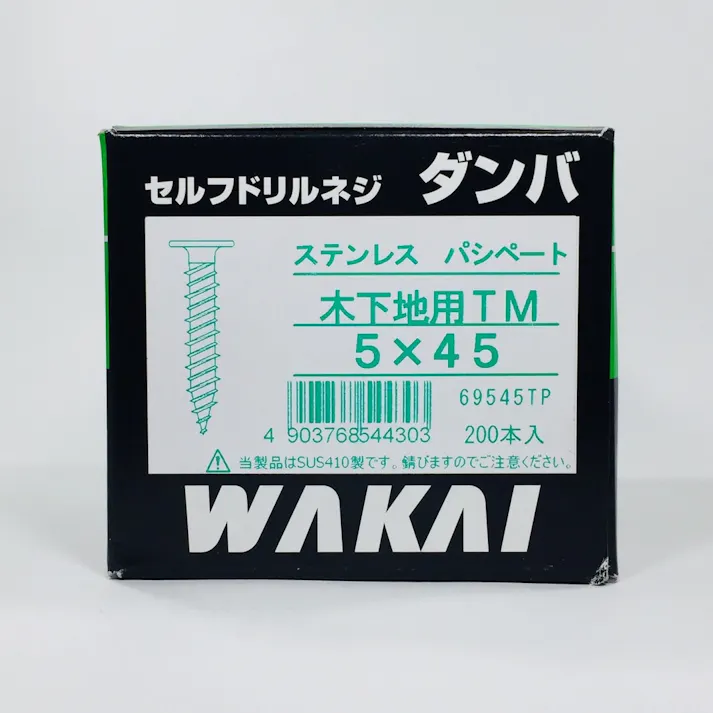 セルフドリルネジ ダンバ
ステンレス パシペート
木下地用TM
5×45
69545TP
4 903768544303
200本入
当製品はSUS410製です。錆びますのでご注意ください。
WAKAI